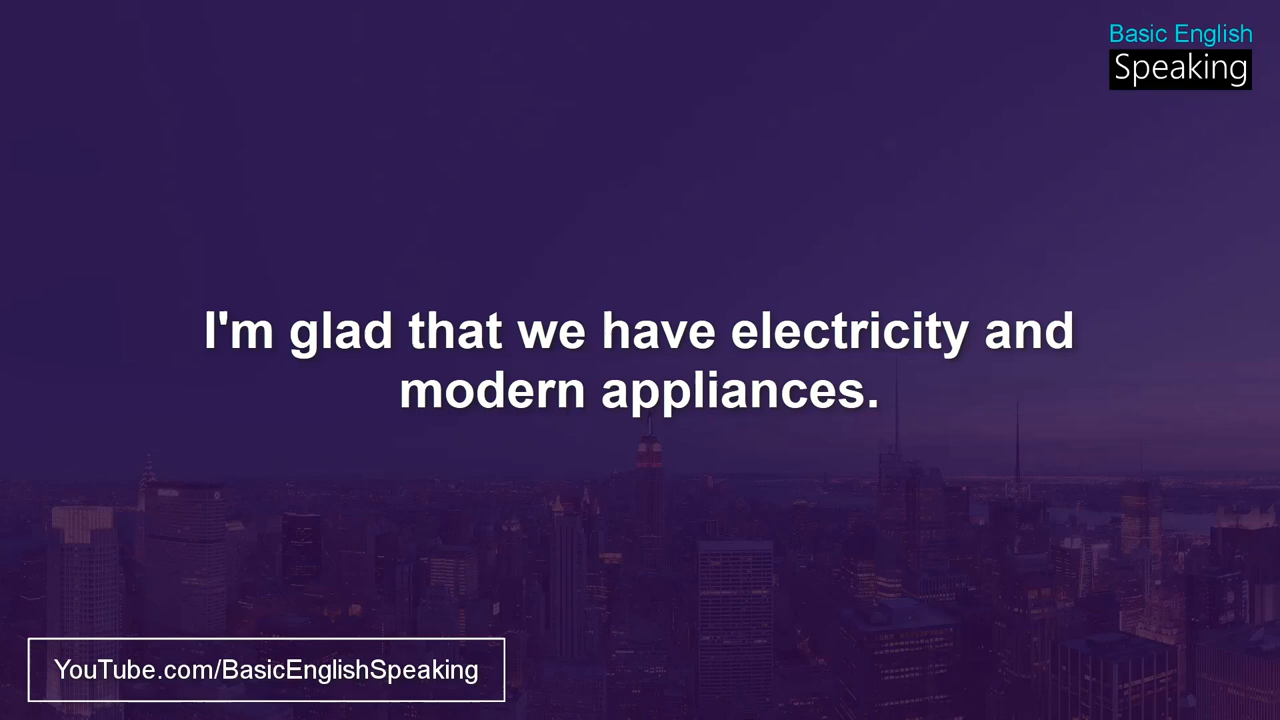 Basic English
Speaking
I'm glad that we have electricity and
modern appliances.
YouTube.com/BasicEnglishSpeaking